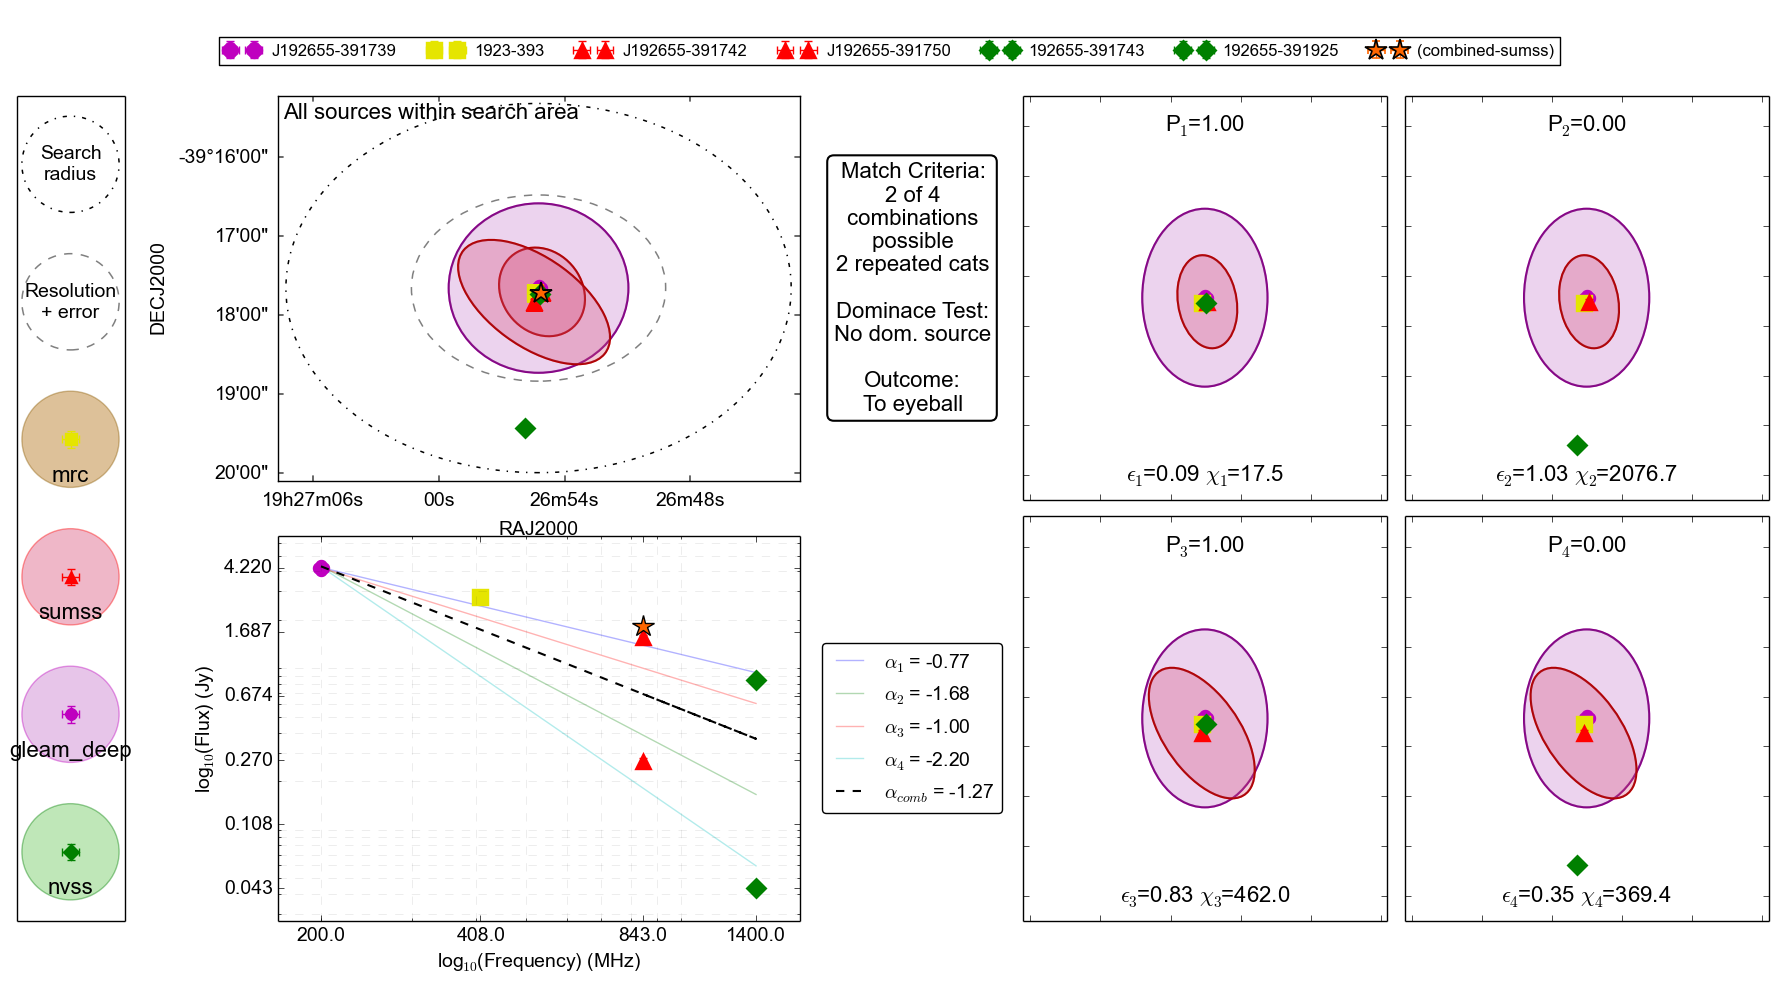 J192655-391739 1923-393 J192655-391742 J192655-391750 192655-391743 192655-391925 (combined-sumss)
Search
radius
Resolution
+ error
mrc
sumss
gleam_deep
nvss
All sources within search area
DECJ2000
-39°16'00"
17'00"
18'00"
19'00"
20'00"
19h27m06s 00s 26m54s 26m48s
RAJ2000
Match Criteria:
2 of 4
combinations
possible
2 repeated cats
Dominace Test:
No dom. source
Outcome:
To eyeball
P₁=1.00
ϵ₁=0.09 χ₁=17.5
P₂=0.00
ϵ₂=1.03 χ₂=2076.7
log₁₀(Flux) (Jy)
4.220
1.687
0.674
0.270
0.108
0.043
200.0 408.0 843.0 1400.0
log₁₀(Frequency) (MHz)
α₁ = -0.77
α₂ = -1.68
α₃ = -1.00
α₄ = -2.20
α_comb = -1.27
P₃=1.00
ϵ₃=0.83 χ₃=462.0
P₄=0.00
ϵ₄=0.35 χ₄=369.4